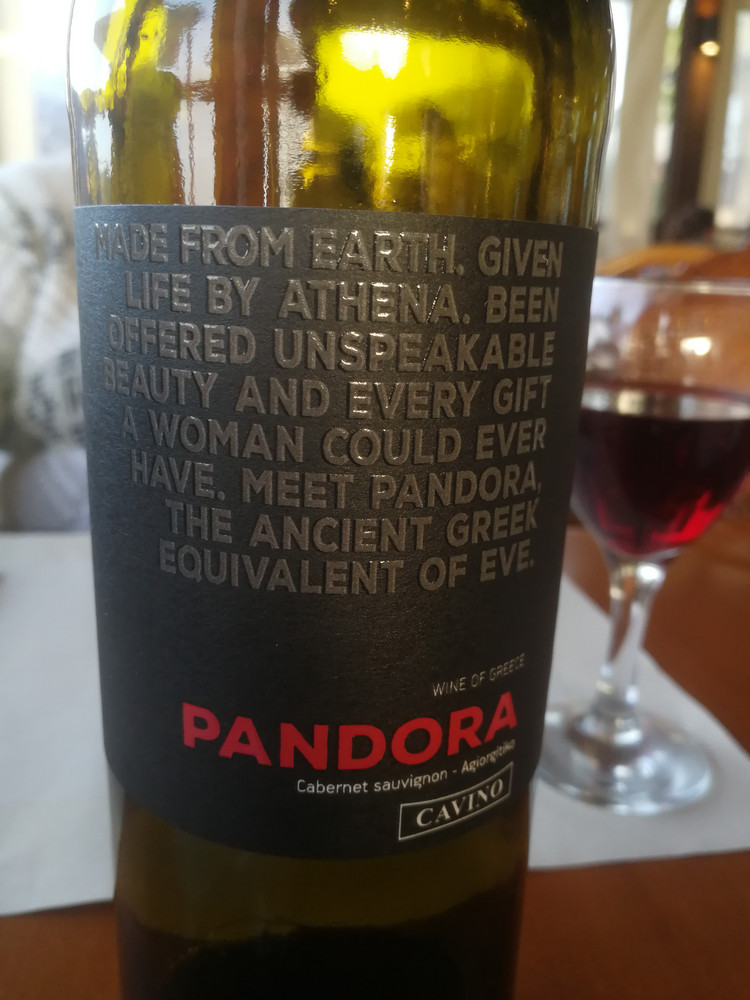 MADE FROM EARTH. GIVEN
LIFE BY ATHENA. BEEN
OFFERED UNSPEAKABLE
BEAUTY AND EVERY GIFT
A WOMAN COULD EVER
HAVE. MEET PANDORA,
THE ANCIENT GREEK
EQUIVALENT OF EVE.
WINE OF GREECE
PANDORA
Cabernet sauvignon - Agiorgitiko
CAVINO